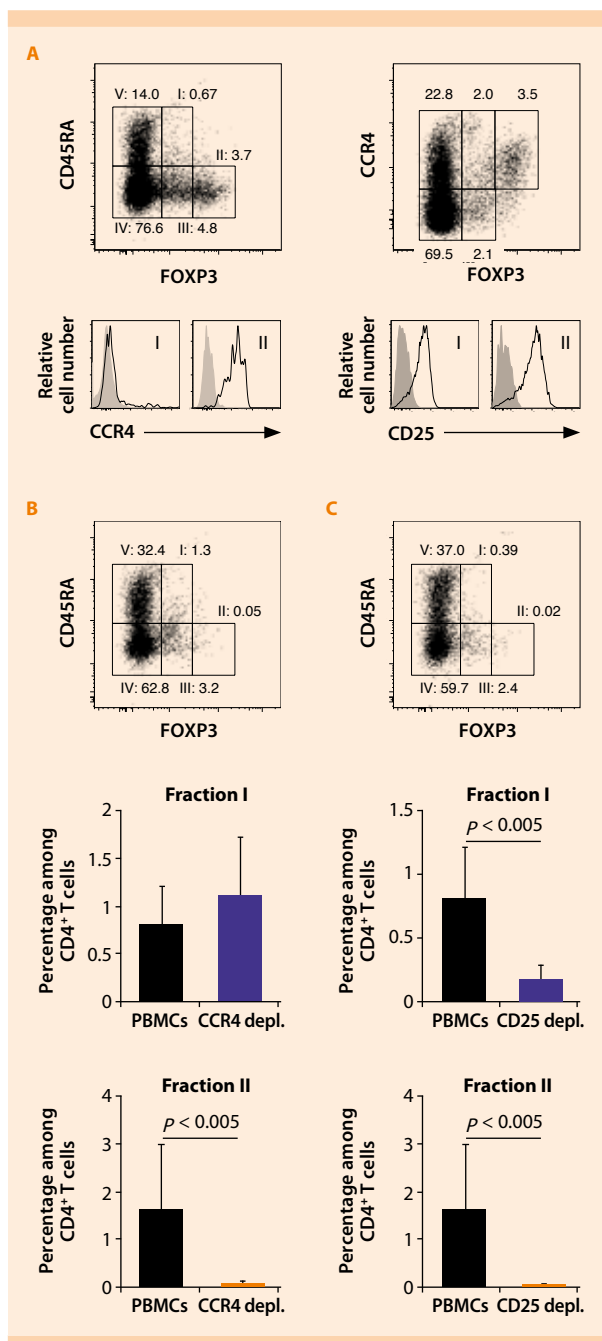 A
V: 14.0 I: 0.67
II: 3.7
IV: 76.6 III: 4.8
CD45RA
FOXP3
22.8 2.0 3.5
69.5 2.1
CCR4
FOXP3
Relative
cell number
I
II
CCR4
Relative
cell number
I
II
CD25
B
V: 32.4 I: 1.3
II: 0.05
IV: 62.8 III: 3.2
CD45RA
FOXP3
C
V: 37.0 I: 0.39
II: 0.02
IV: 59.7 III: 2.4
CD45RA
FOXP3
Fraction I
Percentage among
CD4+ T cells
2
1.5
1
0.5
0
PBMCs CCR4 depl.
Fraction I
Percentage among
CD4+ T cells
1.5
1
0.5
0
P < 0.005
PBMCs CD25 depl.
Fraction II
Percentage among
CD4+ T cells
4
3
2
1
0
P < 0.005
PBMCs CCR4 depl.
Fraction II
Percentage among
CD4+ T cells
4
3
2
1
0
P < 0.005
PBMCs CD25 depl.